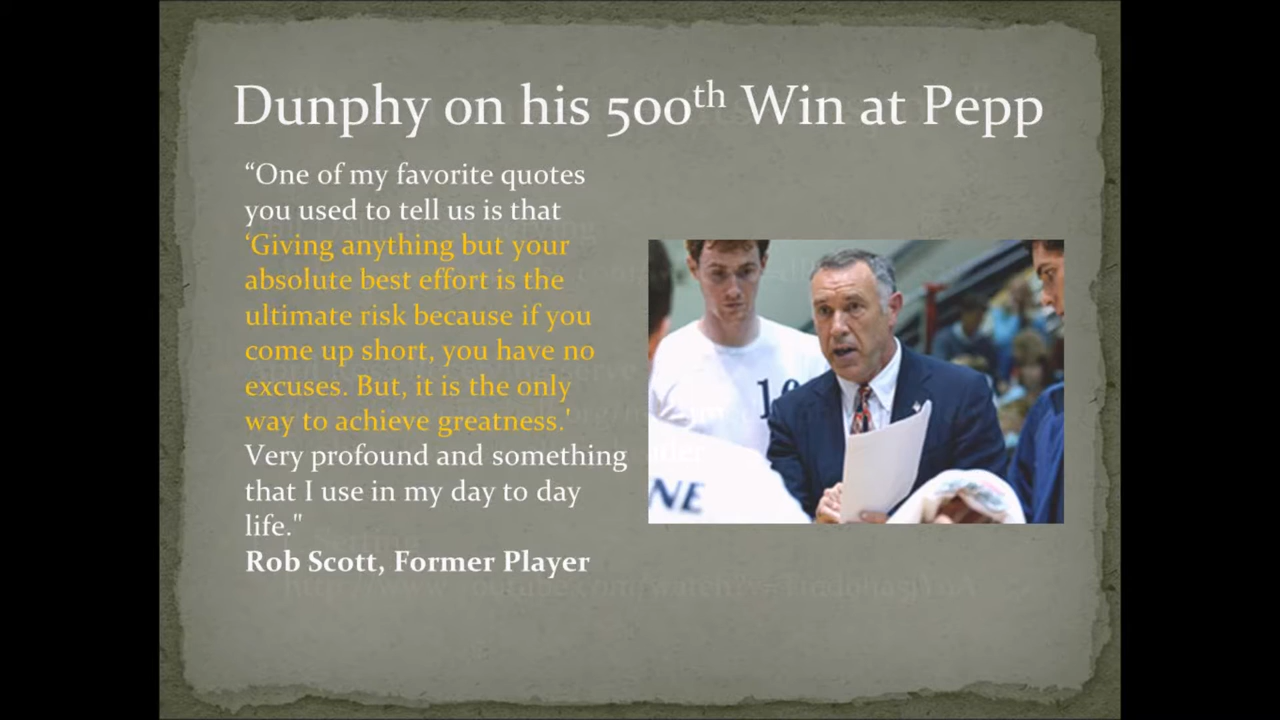 Dunphy on his 500th Win at Pepp
“One of my favorite quotes
you used to tell us is that
‘Giving anything but your
absolute best effort is the
ultimate risk because if you
come up short, you have no
excuses. But, it is the only
way to achieve greatness.'
Very profound and something
that I use in my day to day
life."
Rob Scott, Former Player
10
NE